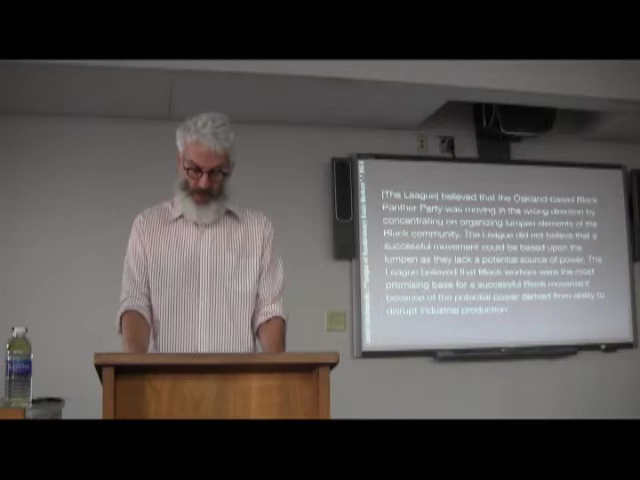 [The League] believed that the Oakland-based Black
Panther Party was moving in the wrong direction by
concentrating on organizing lumpen elements of the
Black community. The League did not believe that a
successful movement could be based upon the
lumpen as they lack a potential source of power. The
League believed that Black workers were the most
promising base for a successful Black movement
because of the potential power derived from ability to
disrupt industrial production.